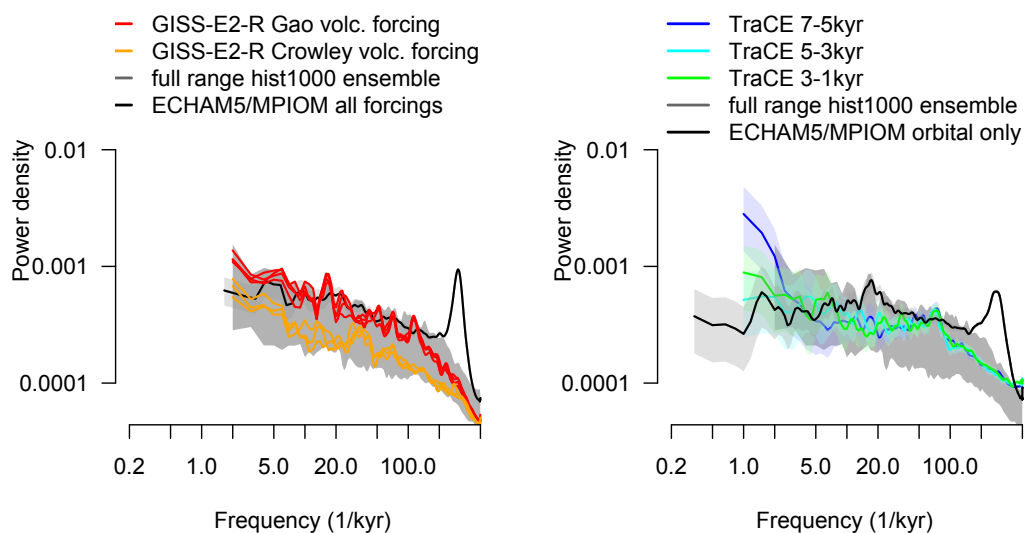 GISS-E2-R Gao volc. forcing
GISS-E2-R Crowley volc. forcing
full range hist1000 ensemble
ECHAM5/MPIOM all forcings
Power density
0.01
0.001
0.0001
0.2 1.0 5.0 20.0 100.0
Frequency (1/kyr)
TraCE 7-5kyr
TraCE 5-3kyr
TraCE 3-1kyr
full range hist1000 ensemble
ECHAM5/MPIOM orbital only
Power density
0.01
0.001
0.0001
0.2 1.0 5.0 20.0 100.0
Frequency (1/kyr)